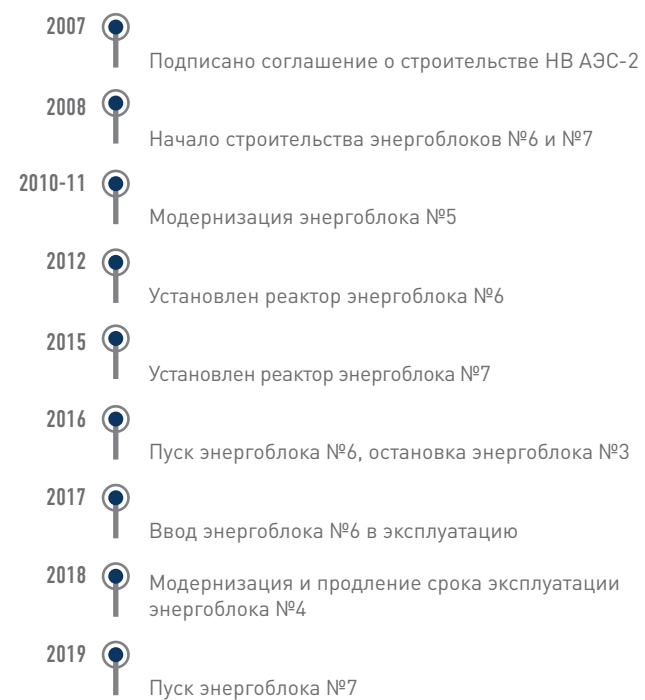 2007
Подписано соглашение о строительстве НВ АЭС-2
2008
Начало строительства энергоблоков №6 и №7
2010-11
Модернизация энергоблока №5
2012
Установлен реактор энергоблока №6
2015
Установлен реактор энергоблока №7
2016
Пуск энергоблока №6, остановка энергоблока №3
2017
Ввод энергоблока №6 в эксплуатацию
2018
Модернизация и продление срока эксплуатации
энергоблока №4
2019
Пуск энергоблока №7